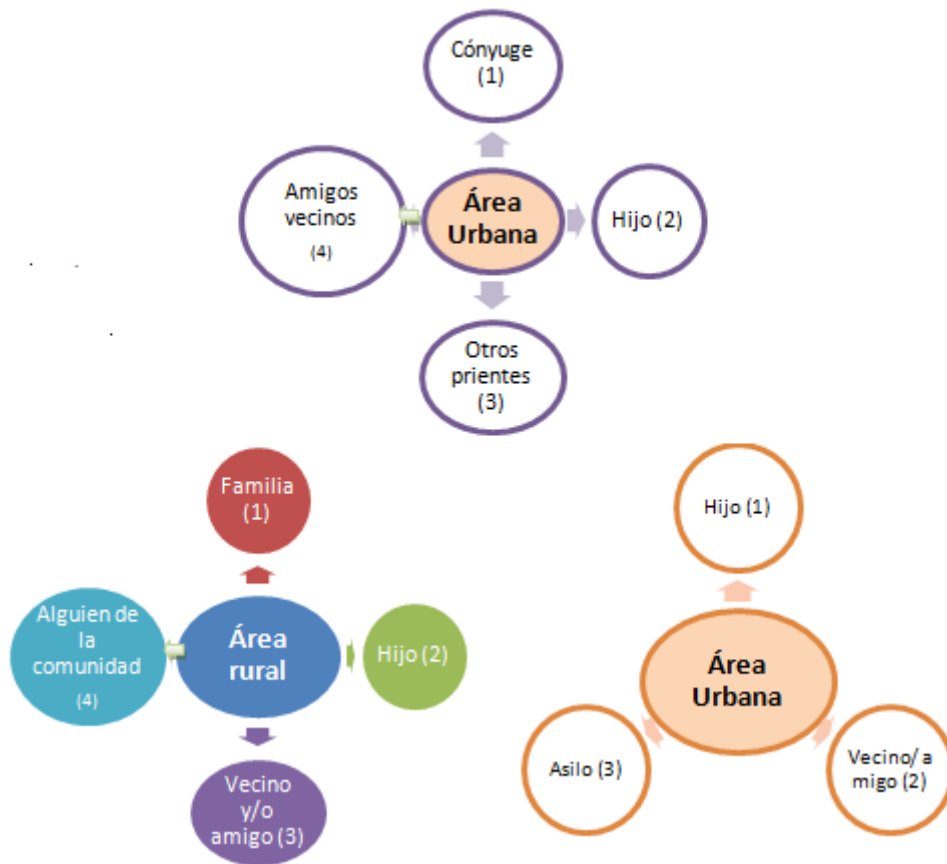 Cónyuge
(1)
Amigos
vecinos
(4)
Área
Urbana
Hijo (2)
Otros
prientes
(3)
Familia
(1)
Alguien de
la
comunidad
(4)
Área
rural
Hijo (2)
Vecino
y/o
amigo (3)
Hijo (1)
Área
Urbana
Asilo (3)
Vecino/ a
migo (2)